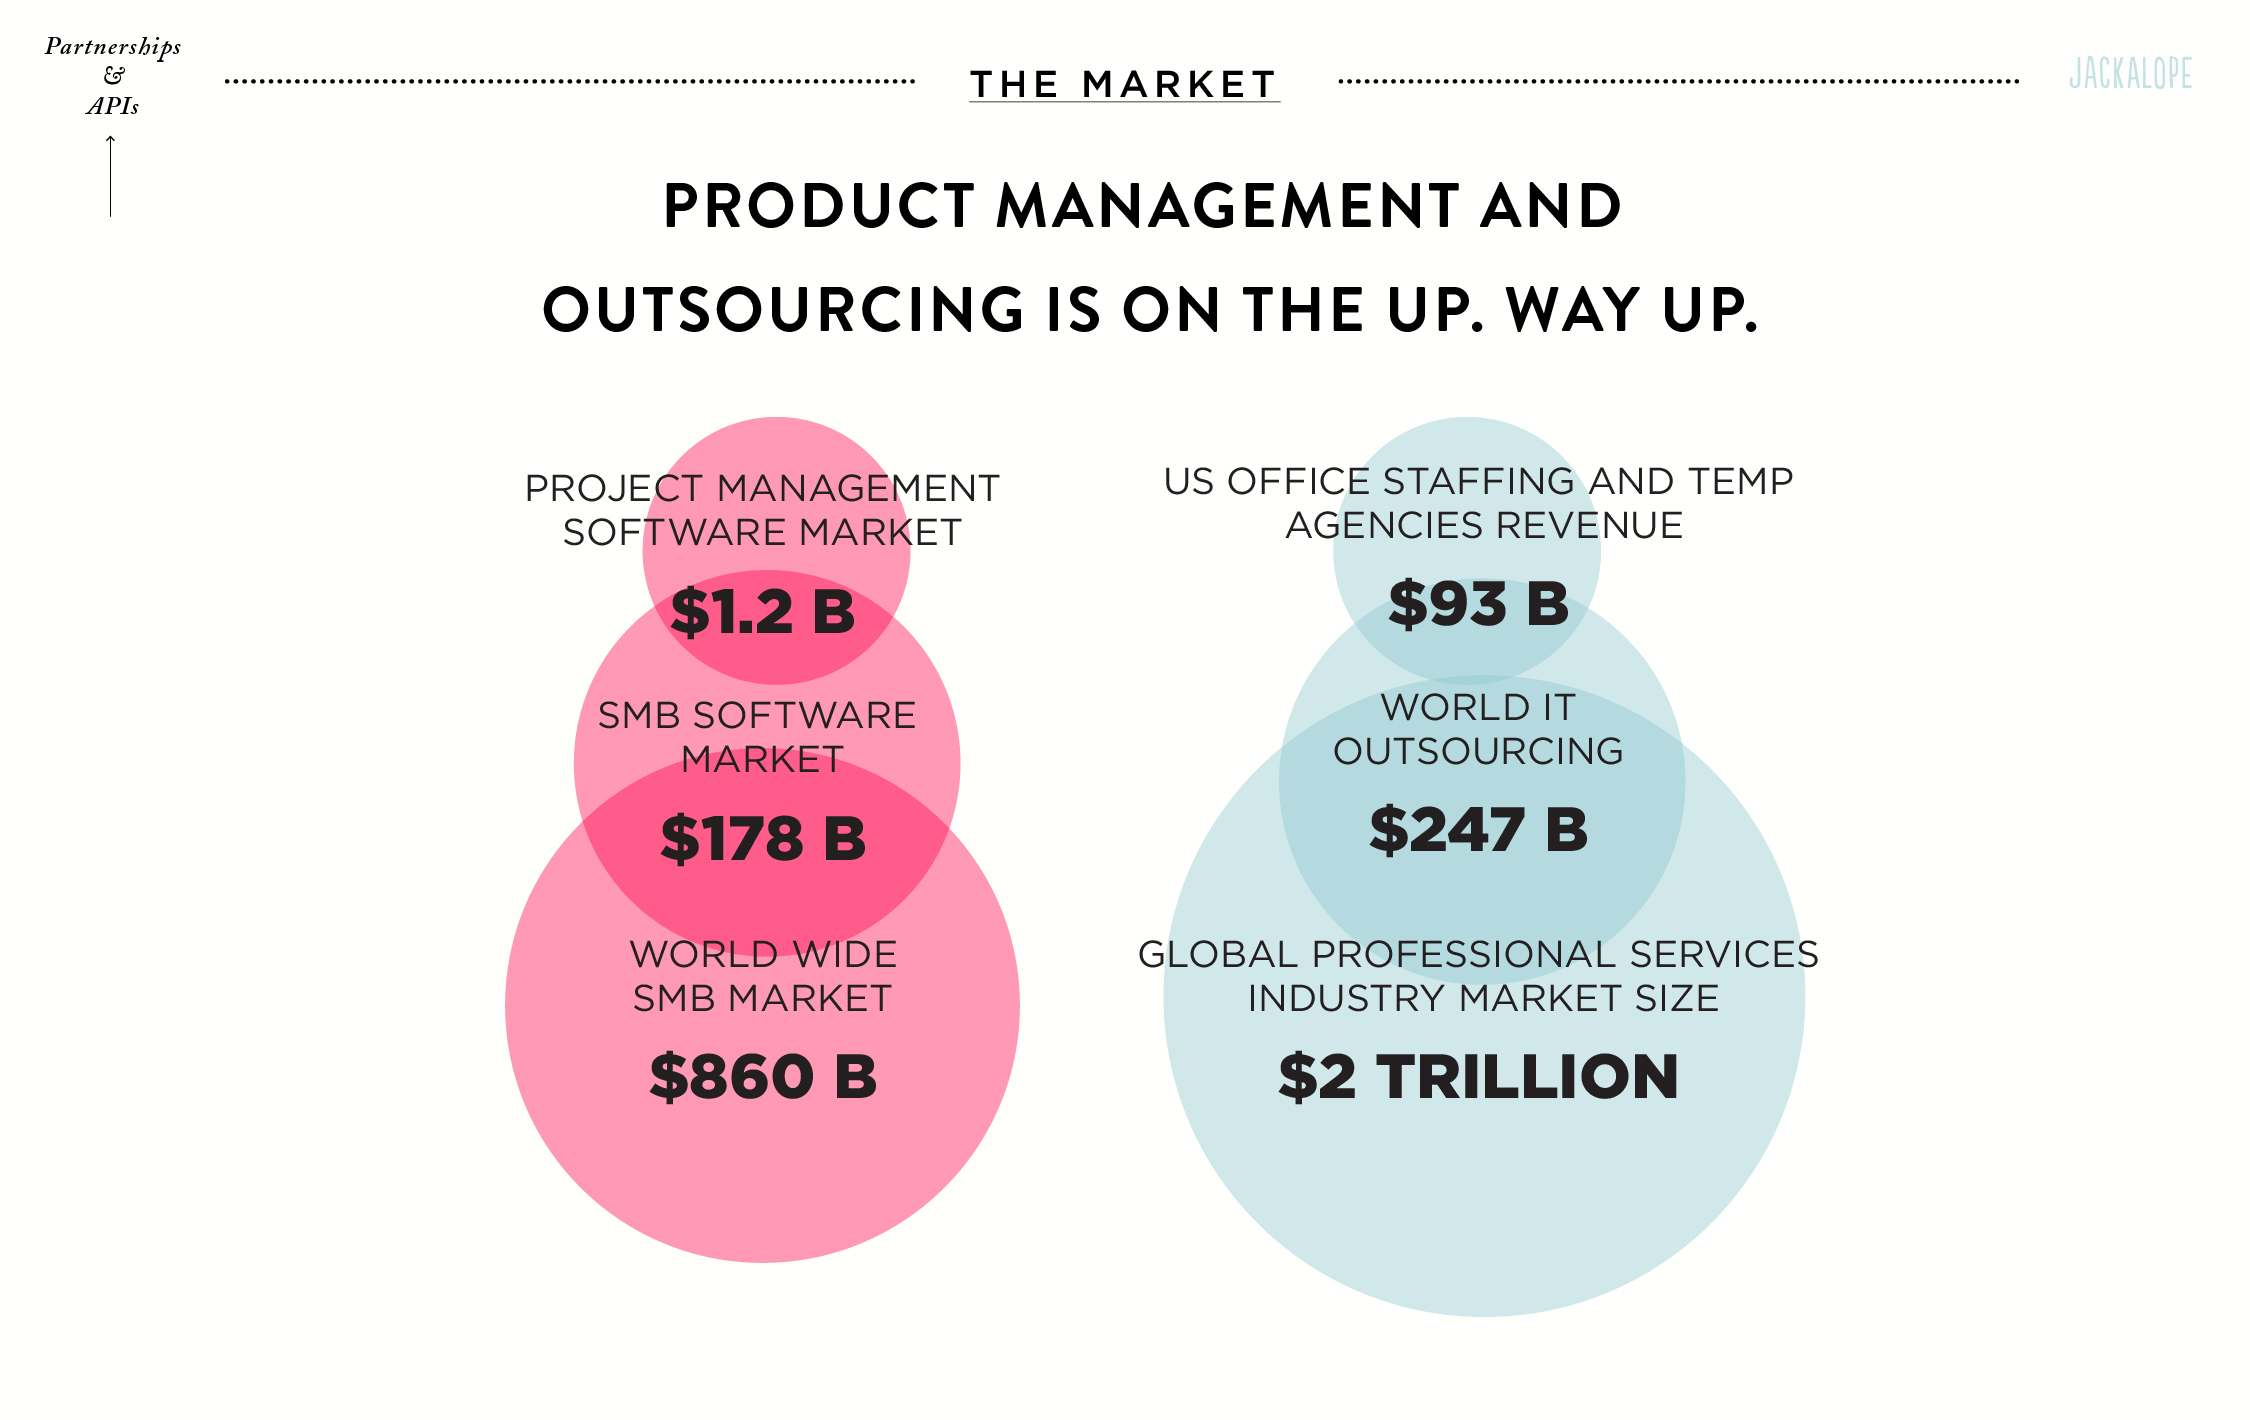 Partnerships
&
APIs
THE MARKET
JACKALOPE
PRODUCT MANAGEMENT AND
OUTSOURCING IS ON THE UP. WAY UP.
PROJECT MANAGEMENT
SOFTWARE MARKET
$1.2 B
SMB SOFTWARE
MARKET
$178 B
WORLD WIDE
SMB MARKET
$860 B
US OFFICE STAFFING AND TEMP
AGENCIES REVENUE
$93 B
WORLD IT
OUTSOURCING
$247 B
GLOBAL PROFESSIONAL SERVICES
INDUSTRY MARKET SIZE
$2 TRILLION